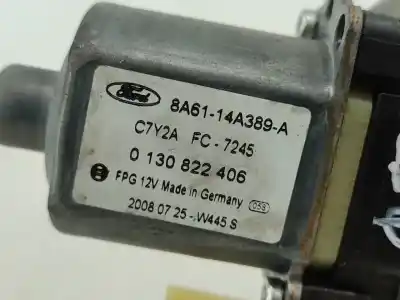 Ford
8A61-14A389-A
C7Y2A FC-7245
0 130 822 406
FPG 12V Made in Germany 058
2008 07 25-.W445 S